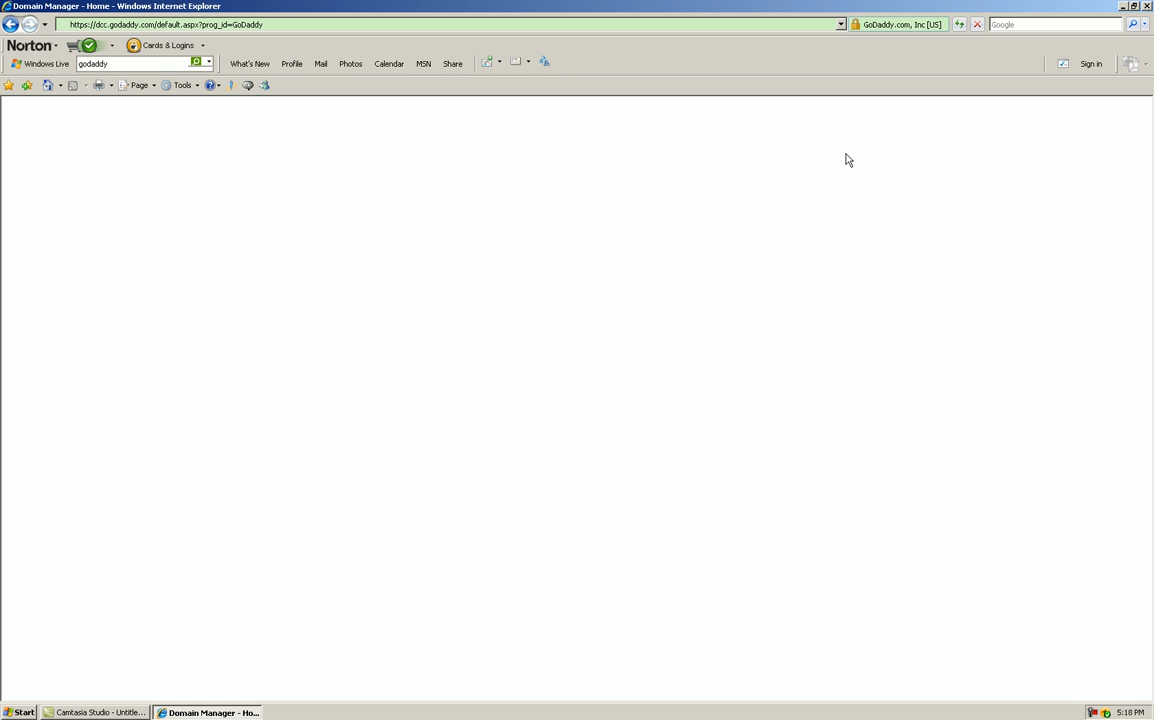 Domain Manager - Home - Windows Internet Explorer
https://dcc.godaddy.com/default.aspx?prog_id=GoDaddy
GoDaddy.com, Inc [US]
Google
Norton
Cards & Logins
Windows Live
godaddy
What's New
Profile
Mail
Photos
Calendar
MSN
Share
Sign in
Page
Tools
Start
Camtasia Studio - Untitle...
Domain Manager - Ho...
5:18 PM